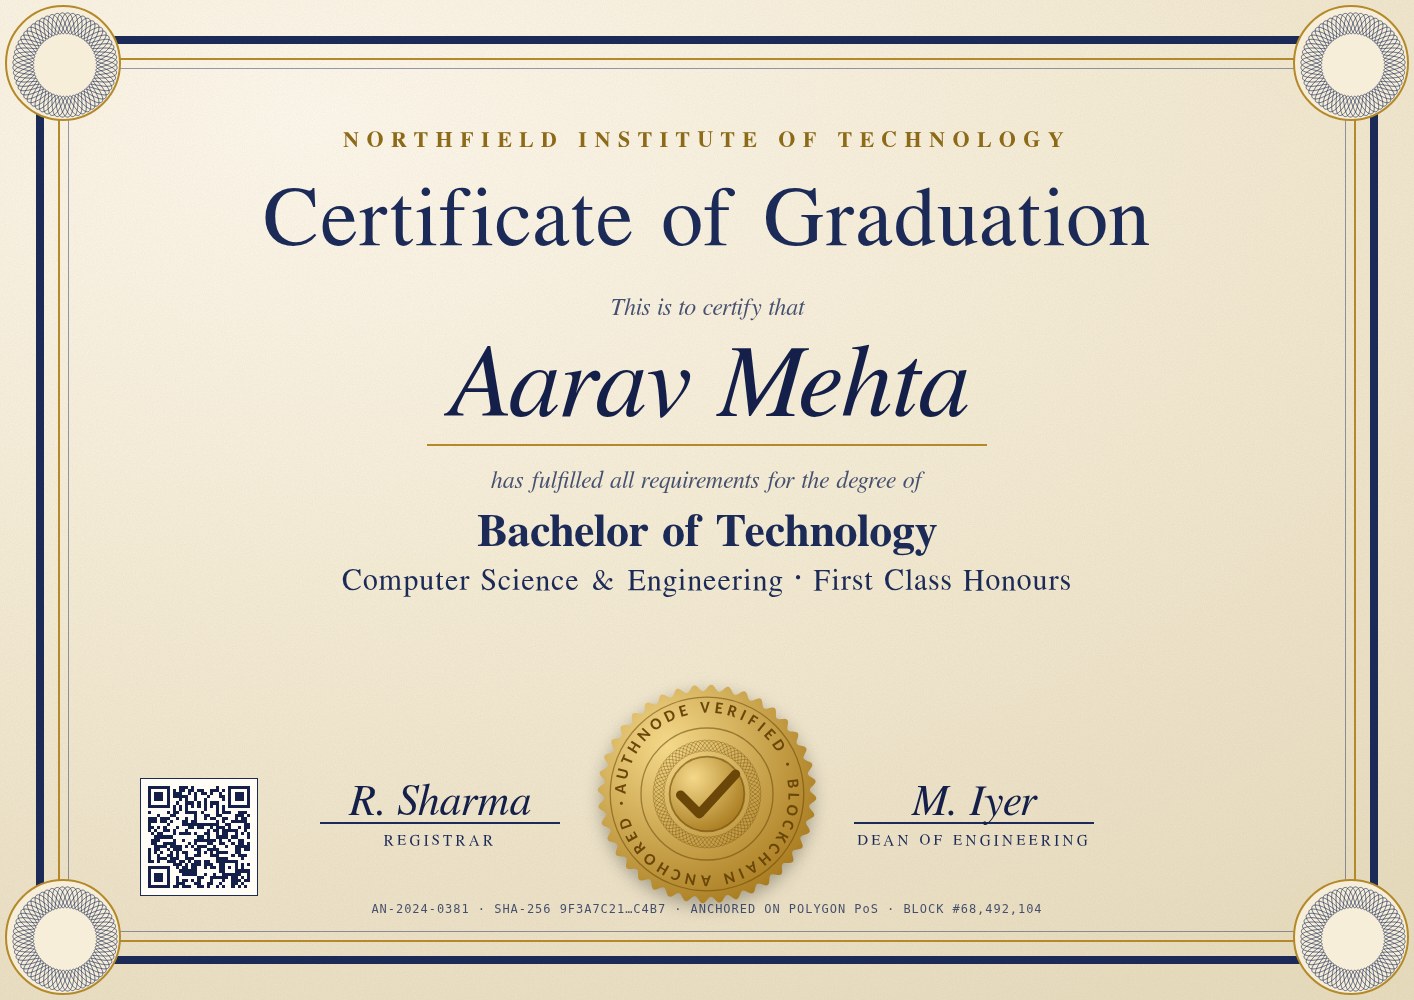 NORTHFIELD INSTITUTE OF TECHNOLOGY
Certificate of Graduation
This is to certify that
Aarav Mehta
has fulfilled all requirements for the degree of
Bachelor of Technology
Computer Science & Engineering · First Class Honours
AUTHNODE VERIFIED · BLOCKCHAIN ANCHORED ·
R. Sharma
REGISTRAR
M. Iyer
DEAN OF ENGINEERING
AN-2024-0381 · SHA-256 9F3A7C21…C4B7 · ANCHORED ON POLYGON PoS · BLOCK #68,492,104